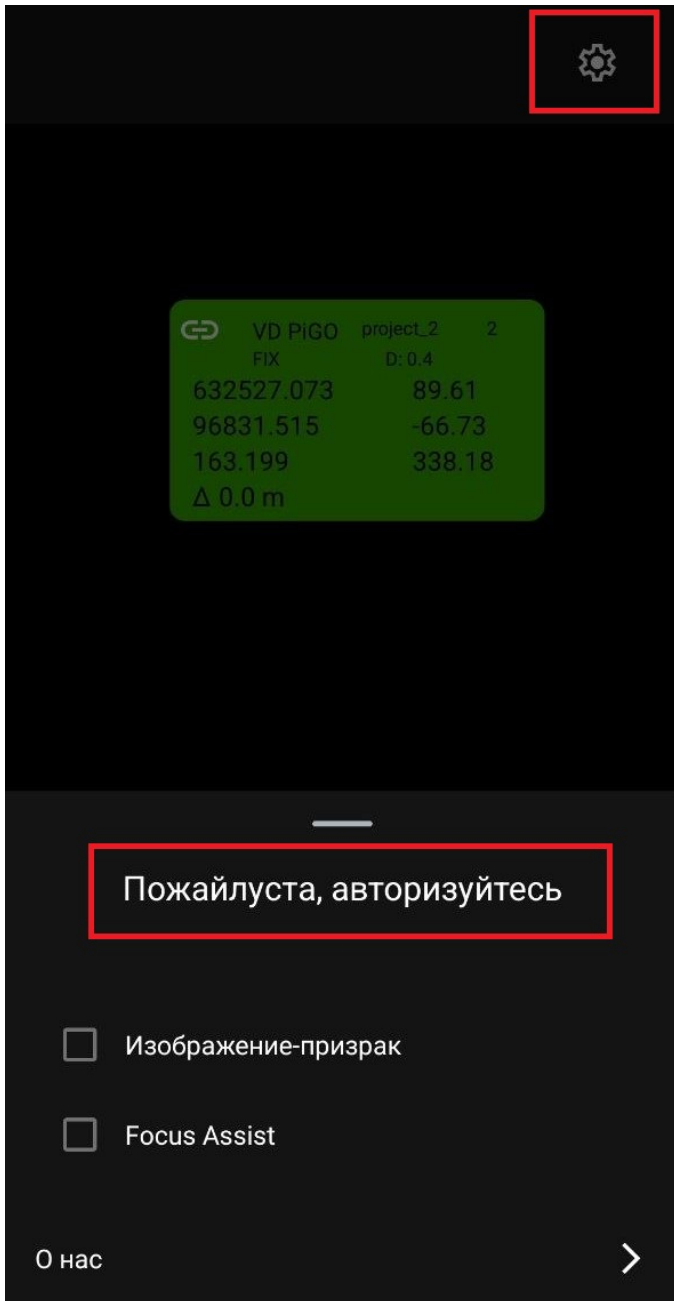 VD PiGO project_2 2
FIX D: 0.4
632527.073 89.61
96831.515 -66.73
163.199 338.18
Δ 0.0 m
Пожайлуста, авторизуйтесь
Изображение-призрак
Focus Assist
О нас